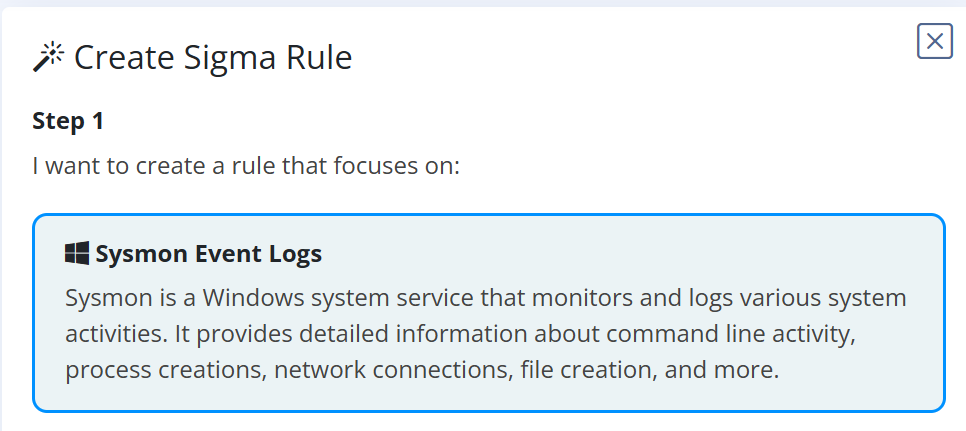 Create Sigma Rule
Step 1
I want to create a rule that focuses on:
Sysmon Event Logs
Sysmon is a Windows system service that monitors and logs various system
activities. It provides detailed information about command line activity,
process creations, network connections, file creation, and more.